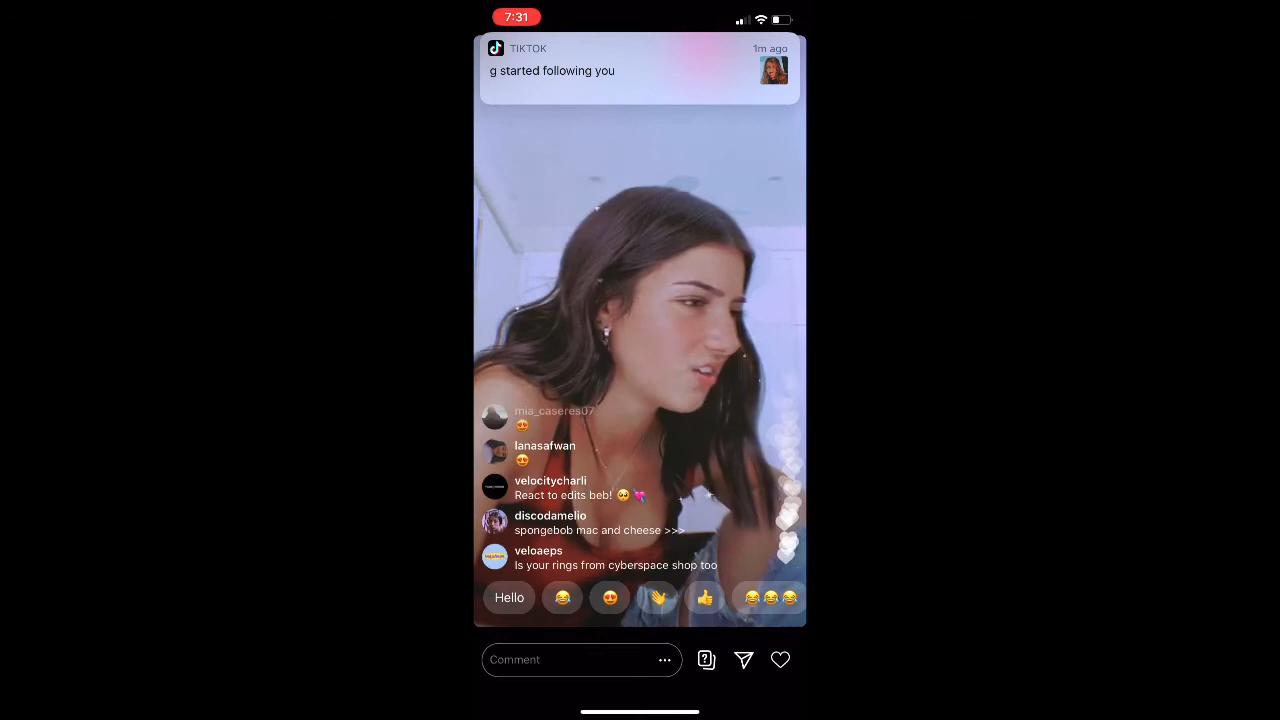 7:31
TIKTOK
1m ago
g started following you
mia_caseres07
😍
lanasafwan
😍
velocitycharli
React to edits beb! 🥺 💘
discodamelio
spongebob mac and cheese >>>
veloaeps
Is your rings from cyberspace shop too
Hello 😂 😍 👋 👍 😂 😂 😂
Comment